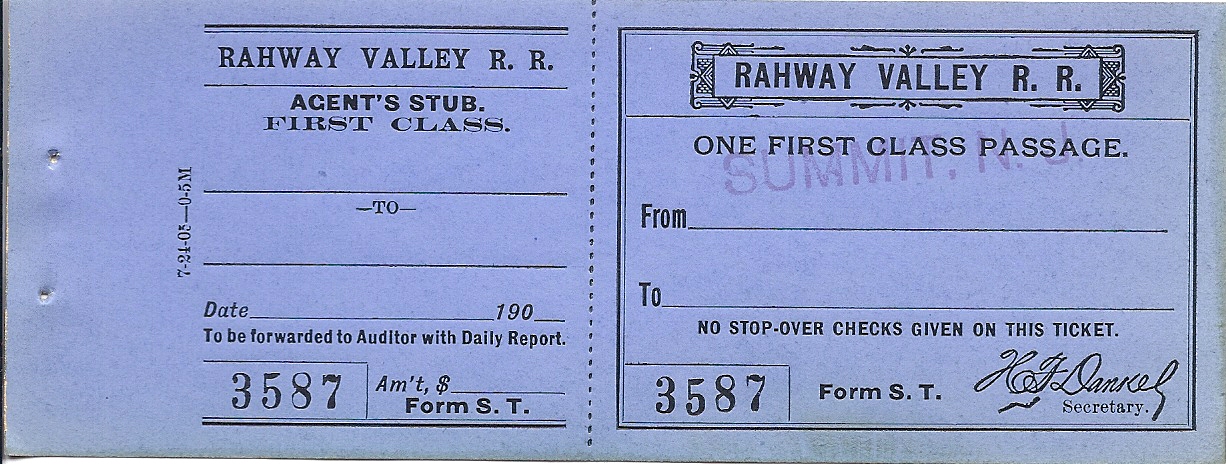 RAHWAY VALLEY R. R.
AGENT'S STUB.
FIRST CLASS.
—TO—
7-24-05—0-5M
Date 190
To be forwarded to Auditor with Daily Report.
3587
Am't, $
Form S. T.
RAHWAY VALLEY R. R.
ONE FIRST CLASS PASSAGE.
SUMMIT, N. J.
From
To
NO STOP-OVER CHECKS GIVEN ON THIS TICKET.
3587
Form S. T.
H F Dankel
Secretary.